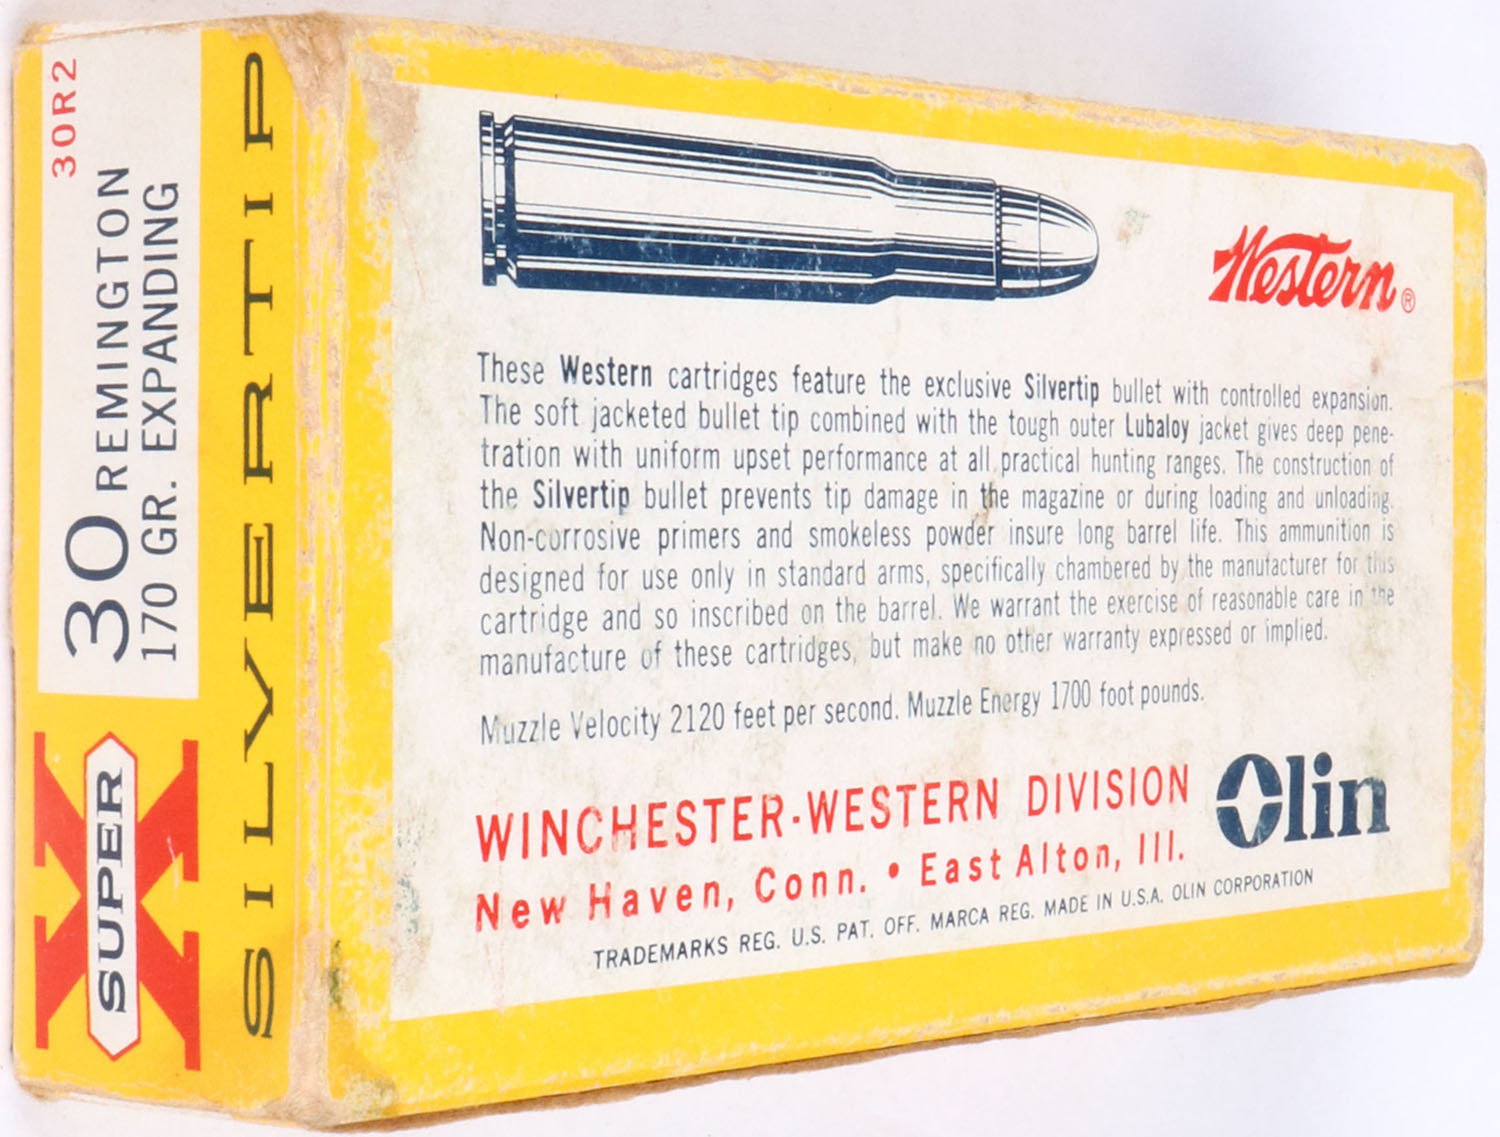 30R2
30 REMINGTON
170 GR. EXPANDING
SUPER X
SILVERTIP
Western ®
These Western cartridges feature the exclusive Silvertip bullet with controlled expansion.
The soft jacketed bullet tip combined with the tough outer Lubaloy jacket gives deep pene-
tration with uniform upset performance at all practical hunting ranges. The construction of
the Silvertip bullet prevents tip damage in the magazine or during loading and unloading.
Non-corrosive primers and smokeless powder insure long barrel life. This ammunition is
designed for use only in standard arms, specifically chambered by the manufacturer for this
cartridge and so inscribed on the barrel. We warrant the exercise of reasonable care in the
manufacture of these cartridges, but make no other warranty expressed or implied.
Muzzle Velocity 2120 feet per second. Muzzle Energy 1700 foot pounds.
WINCHESTER-WESTERN DIVISION
New Haven, Conn. • East Alton, Ill.
Olin
TRADEMARKS REG. U.S. PAT. OFF. MARCA REG. MADE IN U.S.A. OLIN CORPORATION